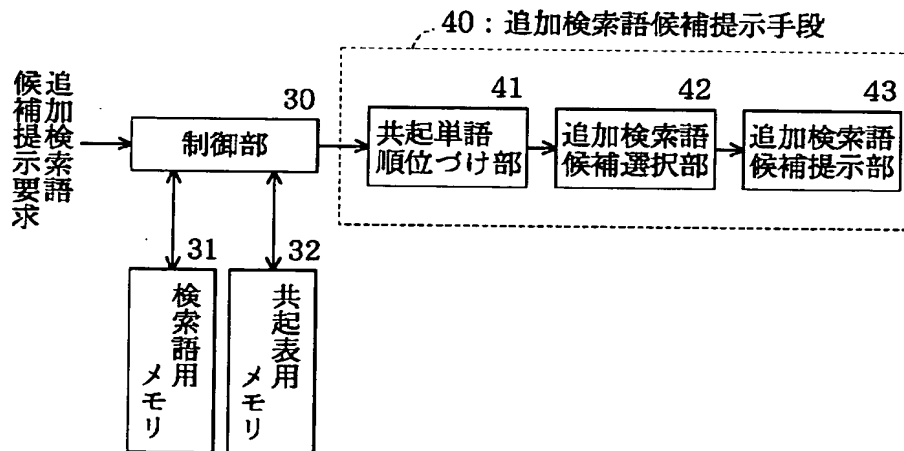 40：追加検索語候補提示手段
追加検索語
候補提示要求
30
制御部
41
共起単語
順位づけ部
42
追加検索語
候補選択部
43
追加検索語
候補提示部
31
検索語用
メモリ
32
共起表用
メモリ